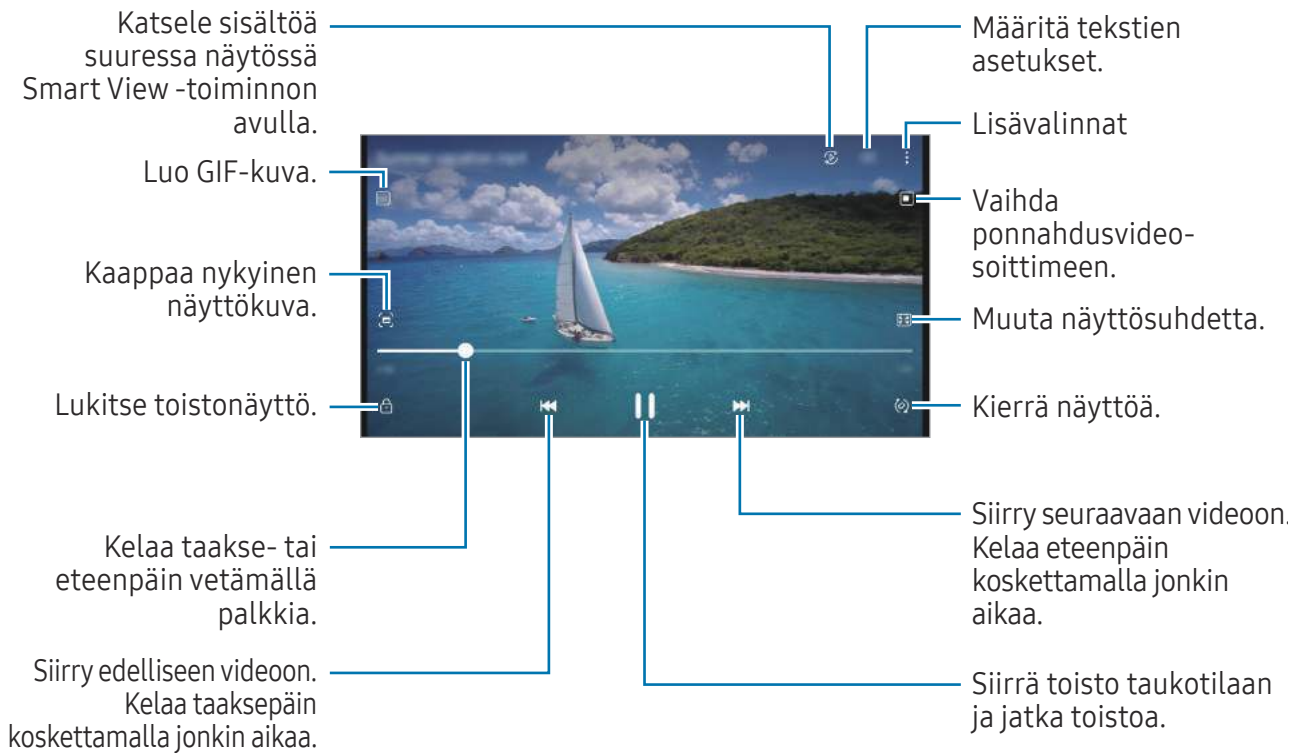 Katsele sisältöä
suuressa näytössä
Smart View -toiminnon
avulla.
Luo GIF-kuva.
Kaappaa nykyinen
näyttökuva.
Lukitse toistonäyttö.
Kelaa taakse- tai
eteenpäin vetämällä
palkkia.
Siirry edelliseen videoon.
Kelaa taaksepäin
koskettamalla jonkin aikaa.
Määritä tekstien
asetukset.
Lisävalinnat
Vaihda
ponnahdusvideo-
soittimeen.
Muuta näyttösuhdetta.
Kierrä näyttöä.
Siirry seuraavaan videoon.
Kelaa eteenpäin
koskettamalla jonkin
aikaa.
Siirrä toisto taukotilaan
ja jatka toistoa.